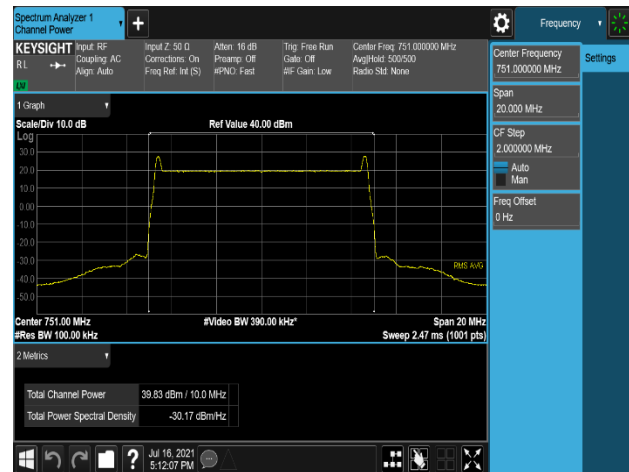 Spectrum Analyzer 1
Channel Power
Frequency
KEYSIGHT
RL
Input: RF
Coupling: AC
Align: Auto
Input Z: 50 Ω
Corrections: On
Freq Ref: Int (S)
Atten: 16 dB
Preamp: Off
#PNO: Fast
Trig: Free Run
Gate: Off
#IF Gain: Low
Center Freq: 751.000000 MHz
Avg|Hold: 500/500
Radio Std: None
LM
Center Frequency
751.000000 MHz
Settings
Span
20.000 MHz
CF Step
2.000000 MHz
Auto
Man
Freq Offset
0 Hz
1 Graph
Scale/Div 10.0 dB
Ref Value 40.00 dBm
Log
30.0
20.0
10.0
0.00
-10.0
-20.0
-30.0
-40.0
-50.0
RMS AVG
Center 751.00 MHz
#Video BW 390.00 kHz*
Span 20 MHz
#Res BW 100.00 kHz
Sweep 2.47 ms (1001 pts)
2 Metrics
Total Channel Power 39.83 dBm / 10.0 MHz
Total Power Spectral Density -30.17 dBm/Hz
?
Jul 16, 2021
5:12:07 PM